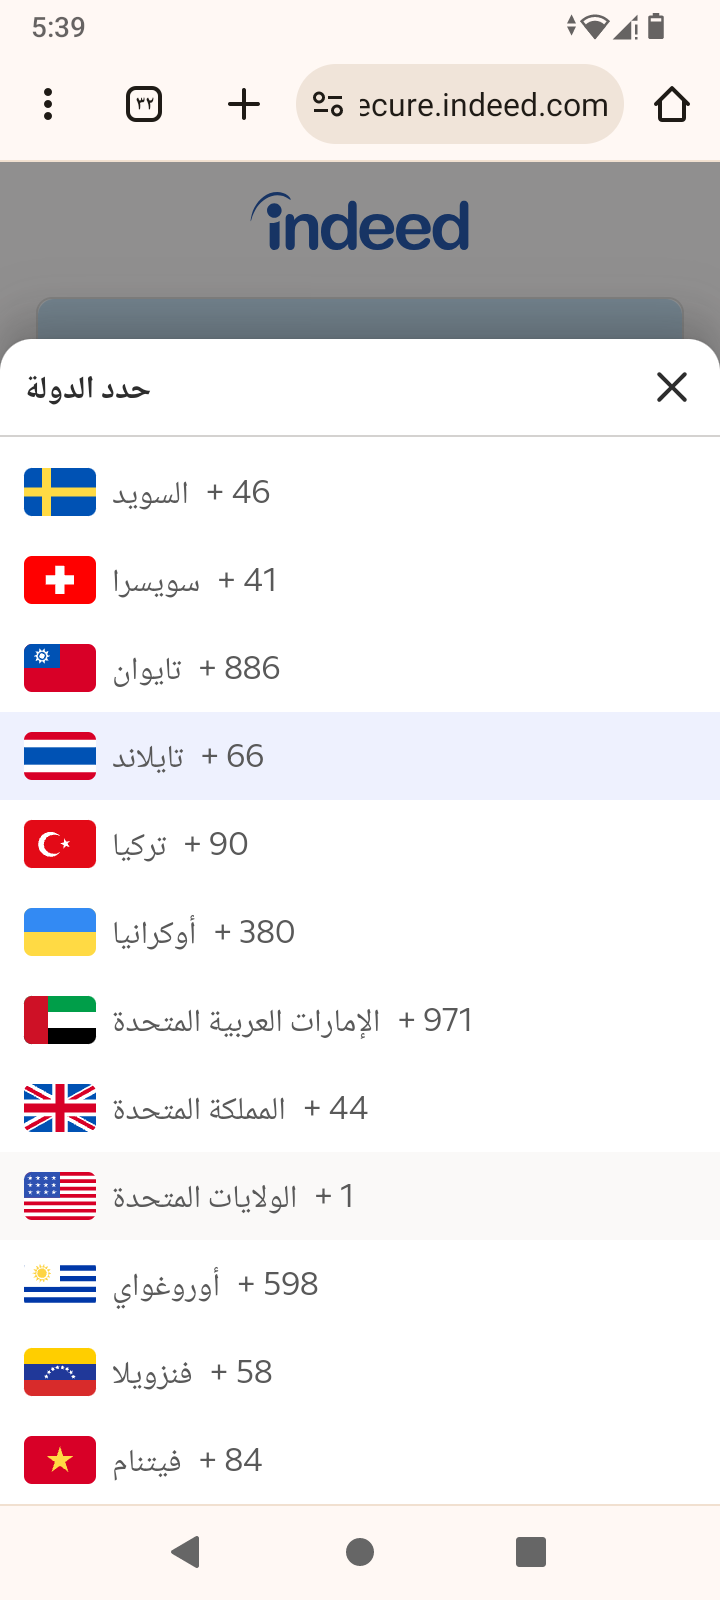 5:39
٣٢
ecure.indeed.com
indeed
حدد الدولة
السويد +46
سويسرا +41
تايوان +886
تايلاند +66
تركيا +90
أوكرانيا +380
الإمارات العربية المتحدة +971
المملكة المتحدة +44
الولايات المتحدة +1
أوروغواي +598
فنزويلا +58
فيتنام +84